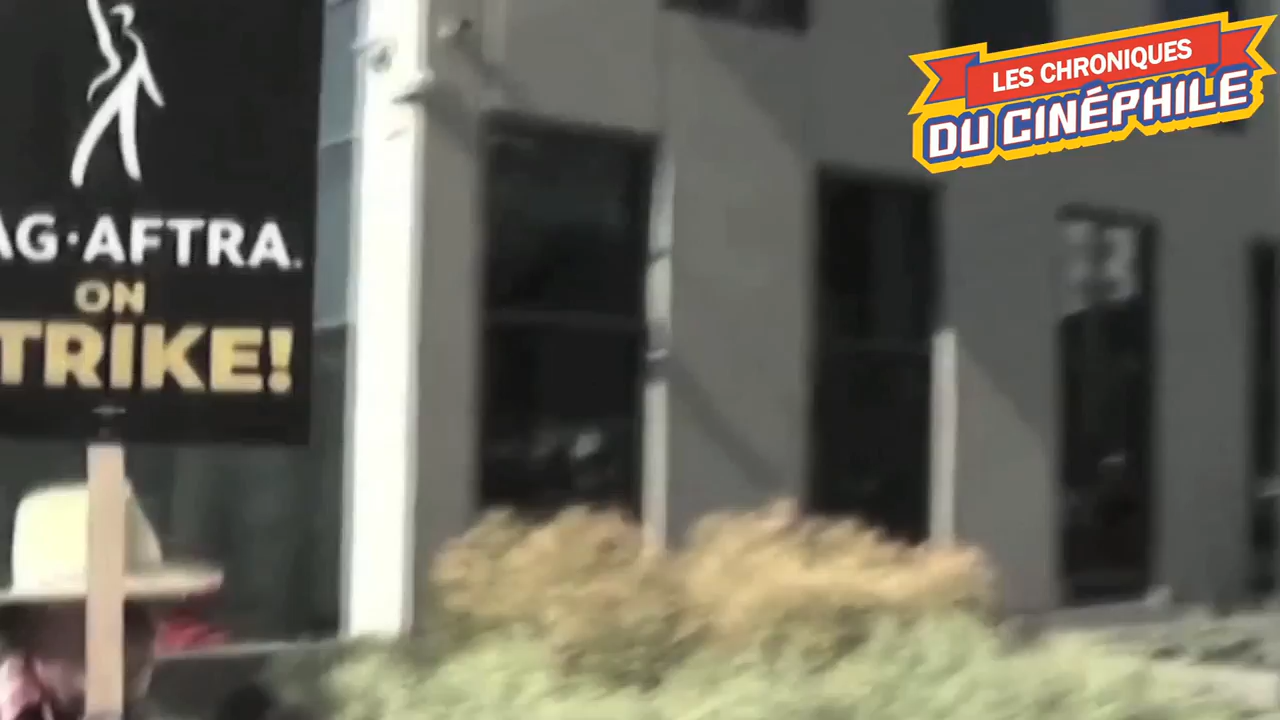 AG·AFTRA.
ON
TRIKE!
LES CHRONIQUES
DU CINÉPHILE